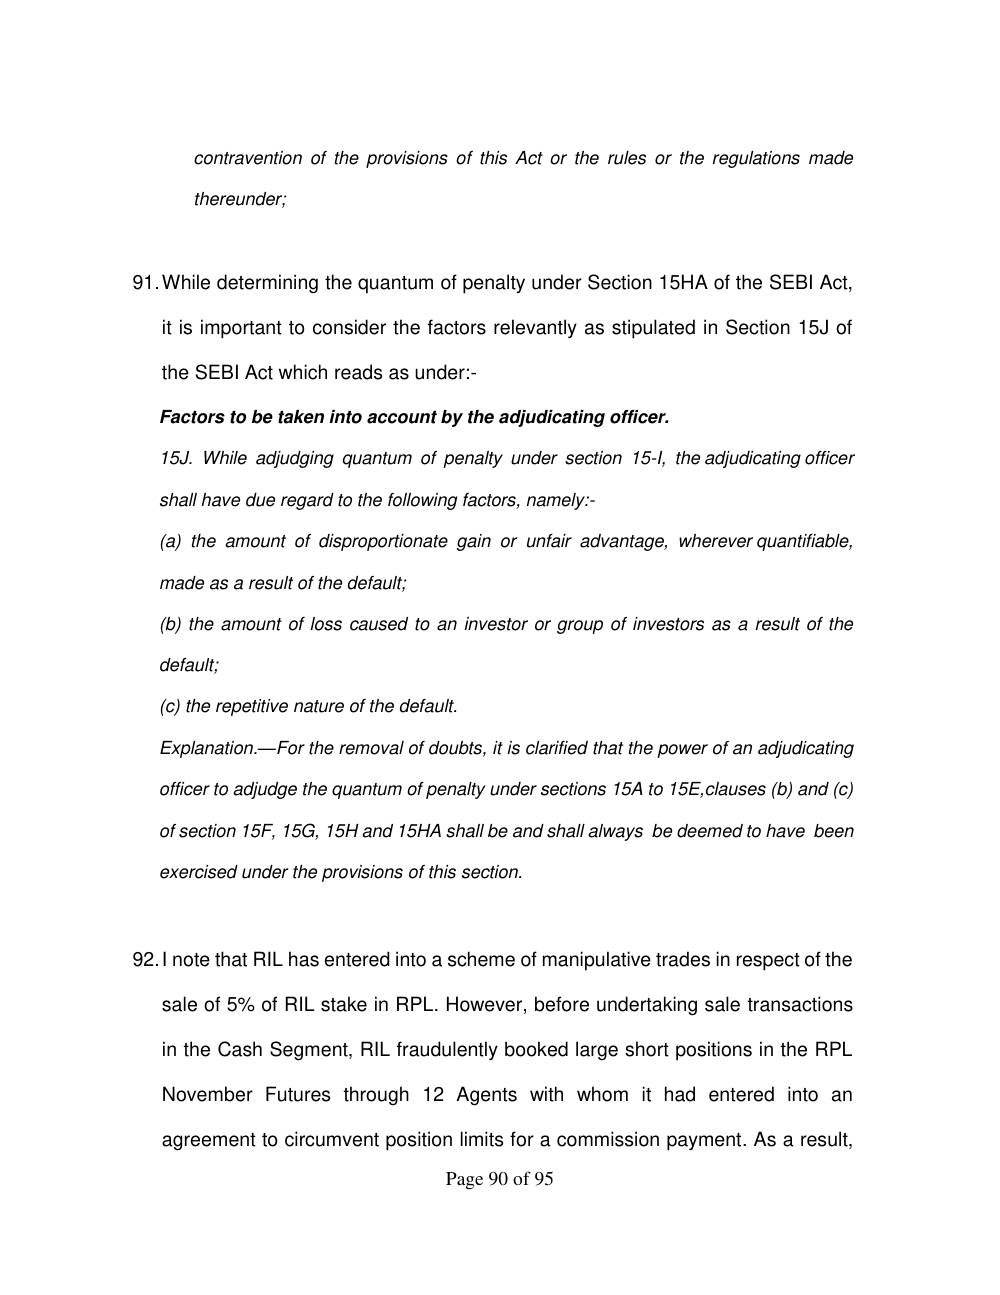 contravention of the provisions of this Act or the rules or the regulations made
thereunder;
91. While determining the quantum of penalty under Section 15HA of the SEBI Act,
it is important to consider the factors relevantly as stipulated in Section 15J of
the SEBI Act which reads as under:-
Factors to be taken into account by the adjudicating officer.
15J. While adjudging quantum of penalty under section 15-I, the adjudicating officer
shall have due regard to the following factors, namely:-
(a) the amount of disproportionate gain or unfair advantage, wherever quantifiable,
made as a result of the default;
(b) the amount of loss caused to an investor or group of investors as a result of the
default;
(c) the repetitive nature of the default.
Explanation.—For the removal of doubts, it is clarified that the power of an adjudicating
officer to adjudge the quantum of penalty under sections 15A to 15E,clauses (b) and (c)
of section 15F, 15G, 15H and 15HA shall be and shall always be deemed to have been
exercised under the provisions of this section.
92. I note that RIL has entered into a scheme of manipulative trades in respect of the
sale of 5% of RIL stake in RPL. However, before undertaking sale transactions
in the Cash Segment, RIL fraudulently booked large short positions in the RPL
November Futures through 12 Agents with whom it had entered into an
agreement to circumvent position limits for a commission payment. As a result,
Page 90 of 95